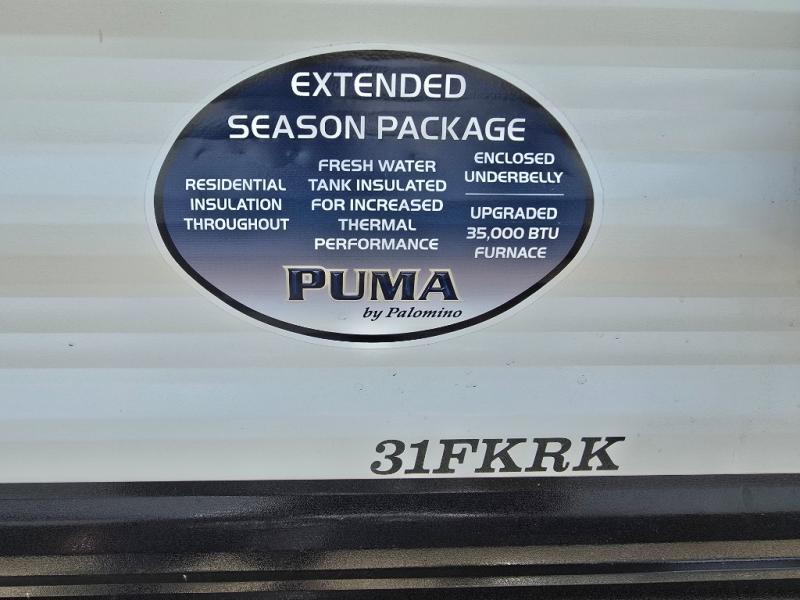 EXTENDED
SEASON PACKAGE
RESIDENTIAL
INSULATION
THROUGHOUT
FRESH WATER
TANK INSULATED
FOR INCREASED
THERMAL
PERFORMANCE
ENCLOSED
UNDERBELLY
UPGRADED
35,000 BTU
FURNACE
PUMA
by Palomino
31FKRK